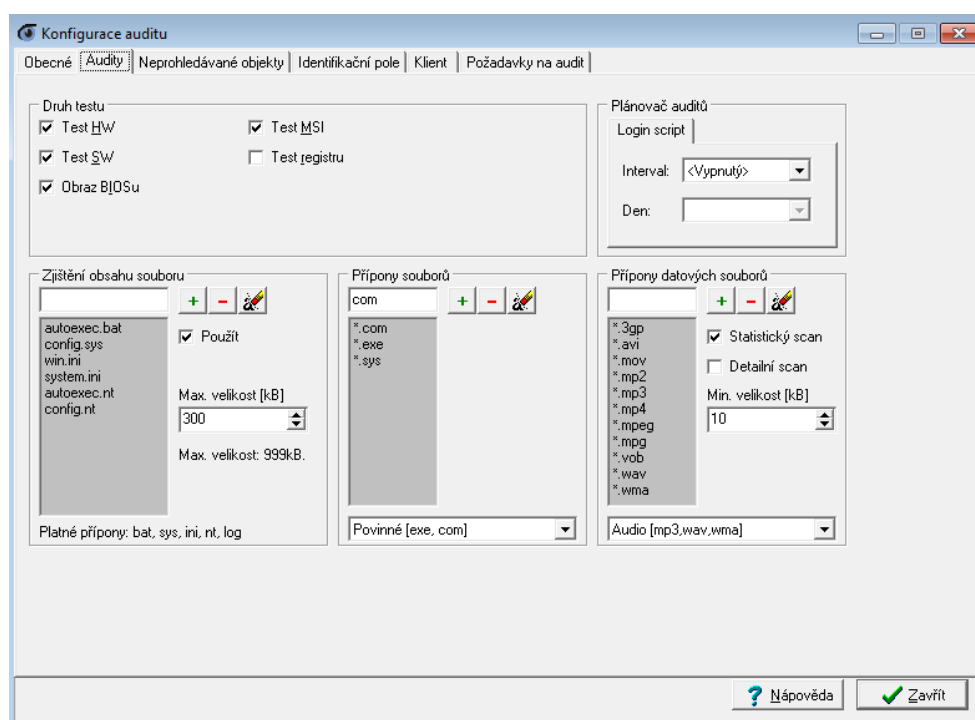 Konfigurace auditu
Obecné Audity Neprohledávané objekty Identifikační pole Klient Požadavky na audit
Druh testu
Test HW
Test MSI
Test SW
Test registru
Obraz BIOSu
Plánovač auditů
Login script
Interval: <Vypnutý>
Den:
Zjištění obsahu souboru
autoexec.bat
config.sys
win.ini
system.ini
autoexec.nt
config.nt
Použít
Max. velikost [kB]
300
Max. velikost: 999kB.
Platné přípony: bat, sys, ini, nt, log
Přípony souborů
com
*.com
*.exe
*.sys
Povinné [exe, com]
Přípony datových souborů
*.3gp
*.avi
*.mov
*.mp2
*.mp3
*.mp4
*.mpeg
*.mpg
*.vob
*.wav
*.wma
Statistický scan
Detailní scan
Min. velikost [kB]
10
Audio [mp3,wav,wma]
Nápověda
Zavřít